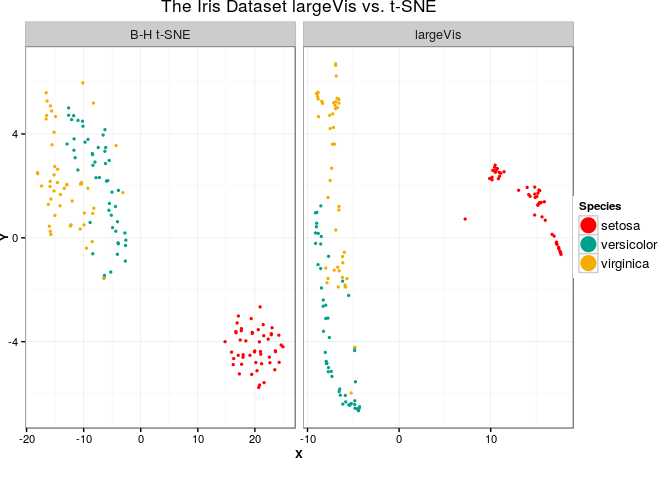 The Iris Dataset largeVis vs. t-SNE
B-H t-SNE
largeVis
Y
4
0
-4
-20
-10
0
10
20
-10
0
10
x
Species
setosa
versicolor
virginica